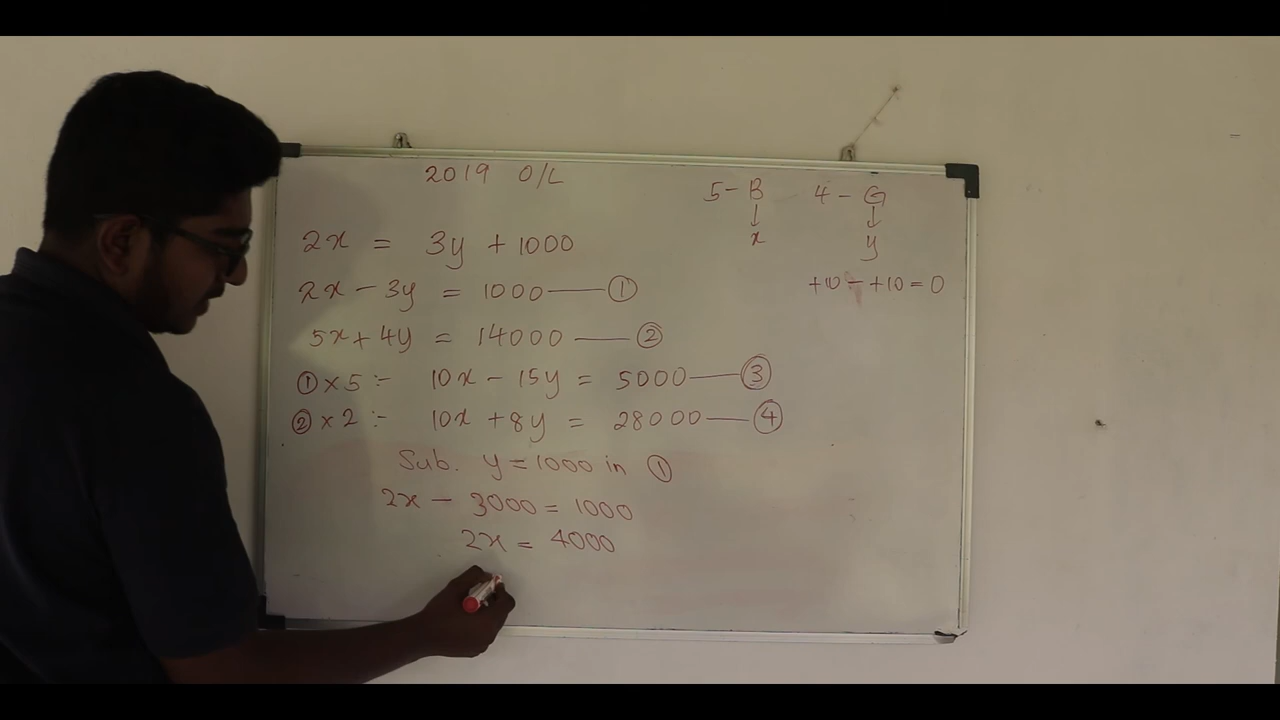 2019 O/L
5 - B 4 - G
↓ ↓
x y
+10 - +10 = 0
2x = 3y + 1000
2x - 3y = 1000 —— ①
5x + 4y = 14000 —— ②
① × 5 :- 10x - 15y = 5000 —— ③
② × 2 :- 10x + 8y = 28000 —— ④
Sub. y = 1000 in ①
2x - 3000 = 1000
2x = 4000